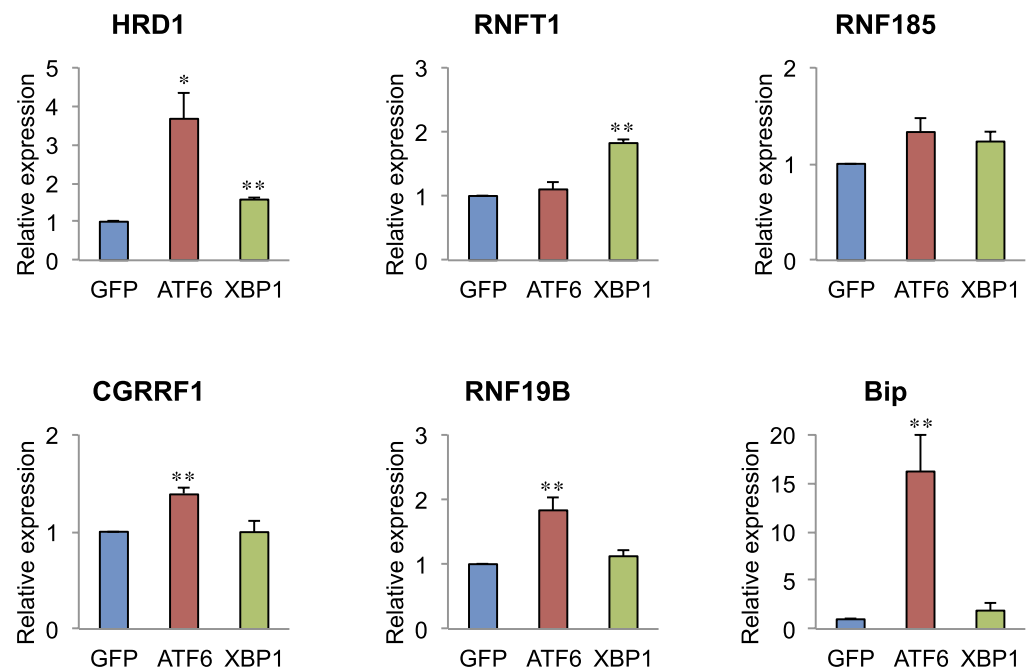 HRD1
Relative expression
5
4
3
2
1
0
*
**
GFP ATF6 XBP1
RNFT1
Relative expression
3
2
1
0
**
GFP ATF6 XBP1
RNF185
Relative expression
2
1
0
GFP ATF6 XBP1
CGRRF1
Relative expression
2
1
0
**
GFP ATF6 XBP1
RNF19B
Relative expression
3
2
1
0
**
GFP ATF6 XBP1
Bip
Relative expression
20
15
10
5
0
**
GFP ATF6 XBP1